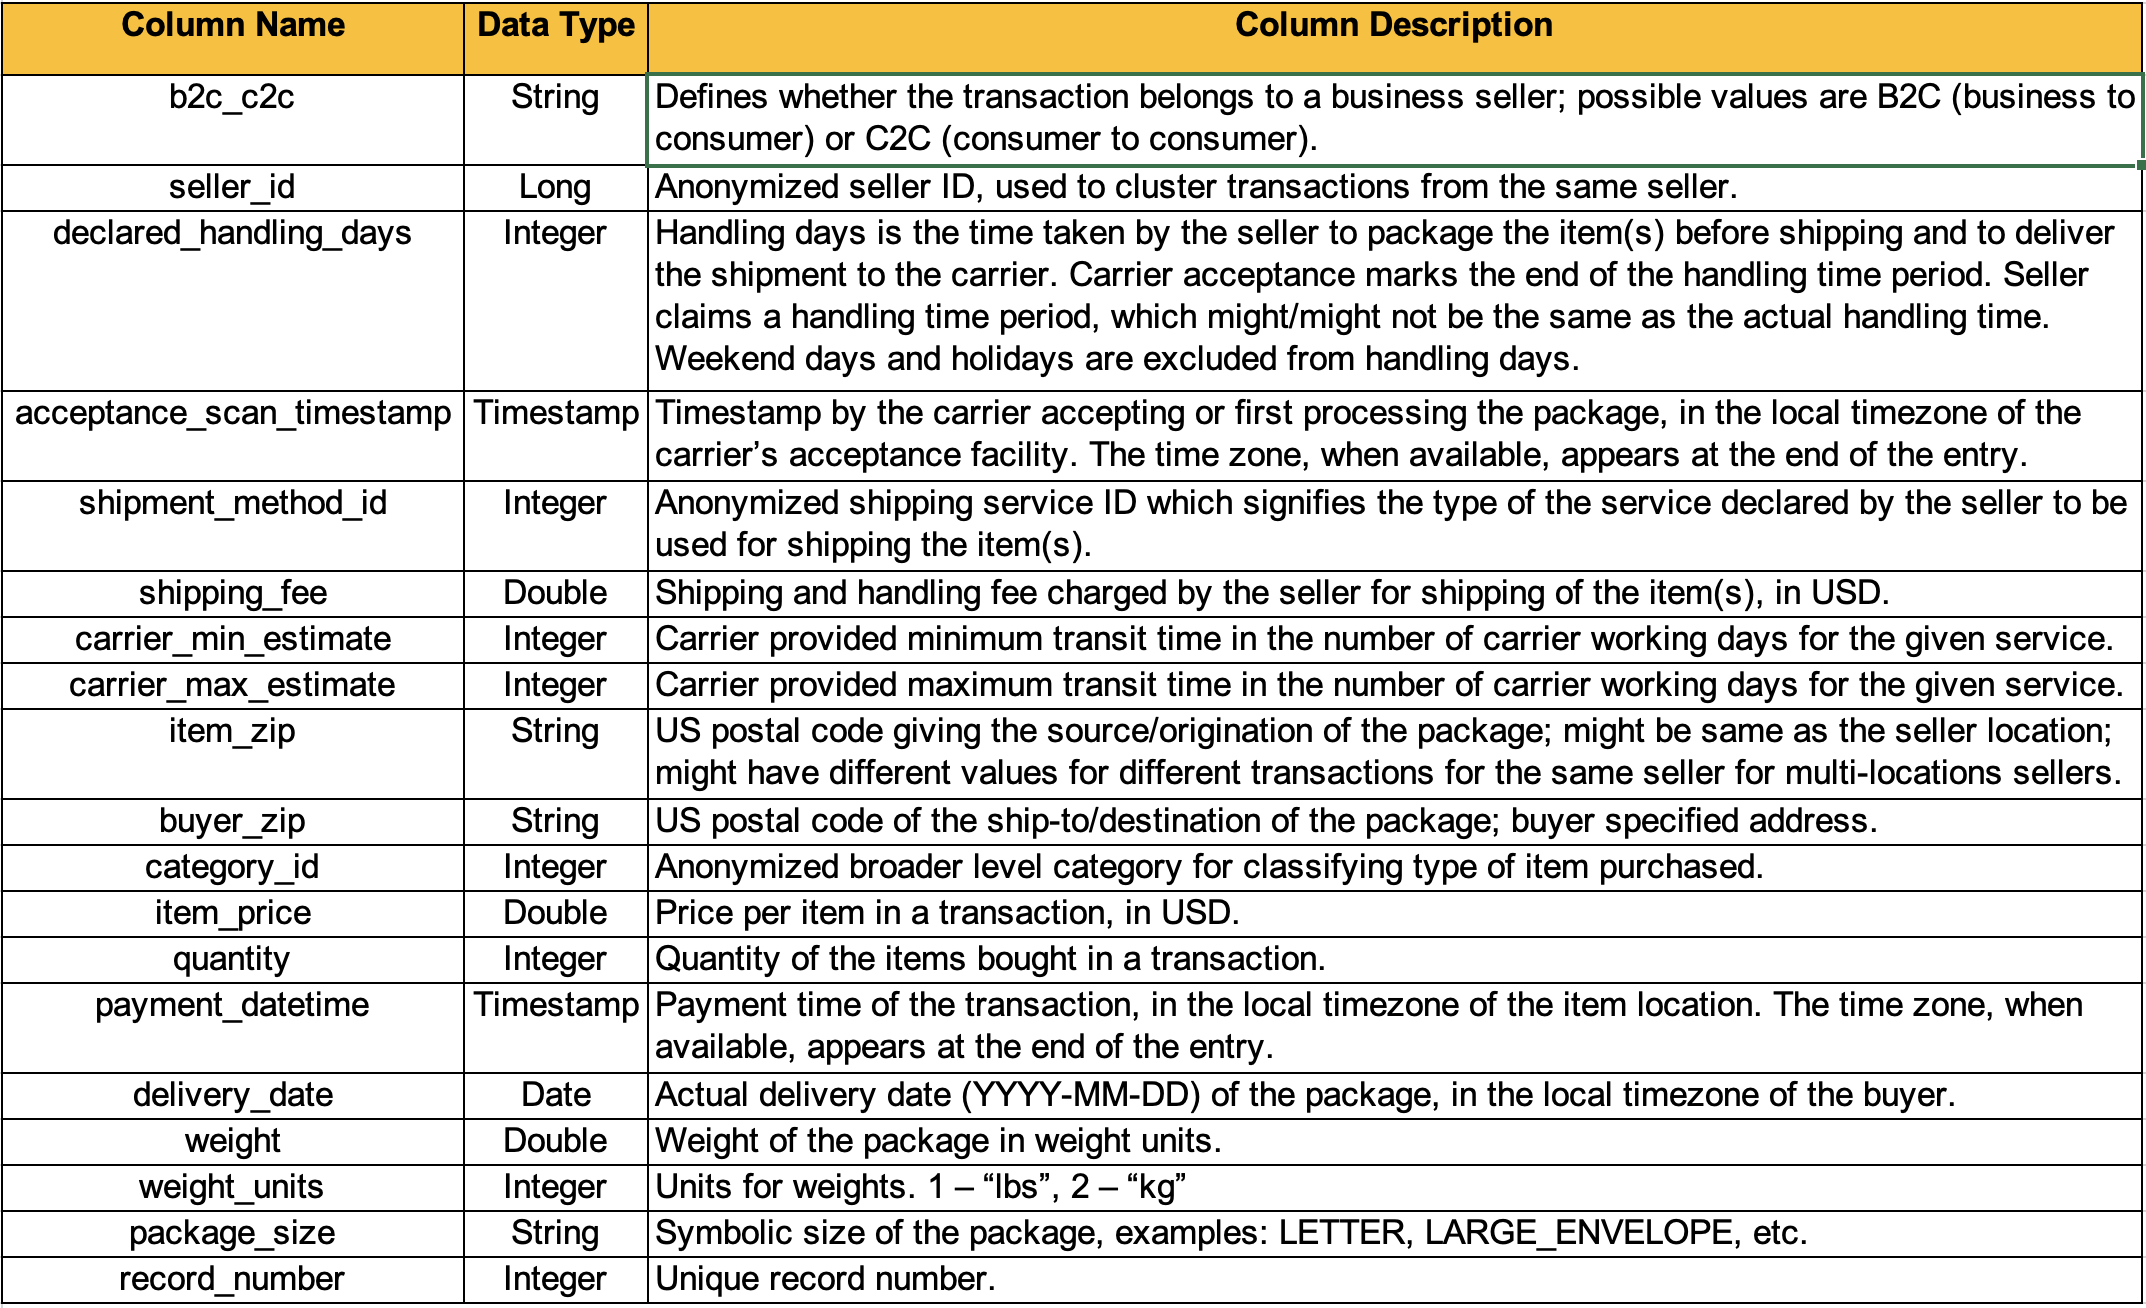 Column Name Data Type Column Description
b2c_c2c String Defines whether the transaction belongs to a business seller; possible values are B2C (business to
consumer) or C2C (consumer to consumer).
seller_id Long Anonymized seller ID, used to cluster transactions from the same seller.
declared_handling_days Integer Handling days is the time taken by the seller to package the item(s) before shipping and to deliver
the shipment to the carrier. Carrier acceptance marks the end of the handling time period. Seller
claims a handling time period, which might/might not be the same as the actual handling time.
Weekend days and holidays are excluded from handling days.
acceptance_scan_timestamp Timestamp Timestamp by the carrier accepting or first processing the package, in the local timezone of the
carrier’s acceptance facility. The time zone, when available, appears at the end of the entry.
shipment_method_id Integer Anonymized shipping service ID which signifies the type of the service declared by the seller to be
used for shipping the item(s).
shipping_fee Double Shipping and handling fee charged by the seller for shipping of the item(s), in USD.
carrier_min_estimate Integer Carrier provided minimum transit time in the number of carrier working days for the given service.
carrier_max_estimate Integer Carrier provided maximum transit time in the number of carrier working days for the given service.
item_zip String US postal code giving the source/origination of the package; might be same as the seller location;
might have different values for different transactions for the same seller for multi-locations sellers.
buyer_zip String US postal code of the ship-to/destination of the package; buyer specified address.
category_id Integer Anonymized broader level category for classifying type of item purchased.
item_price Double Price per item in a transaction, in USD.
quantity Integer Quantity of the items bought in a transaction.
payment_datetime Timestamp Payment time of the transaction, in the local timezone of the item location. The time zone, when
available, appears at the end of the entry.
delivery_date Date Actual delivery date (YYYY-MM-DD) of the package, in the local timezone of the buyer.
weight Double Weight of the package in weight units.
weight_units Integer Units for weights. 1 – “lbs”, 2 – “kg”
package_size String Symbolic size of the package, examples: LETTER, LARGE_ENVELOPE, etc.
record_number Integer Unique record number.